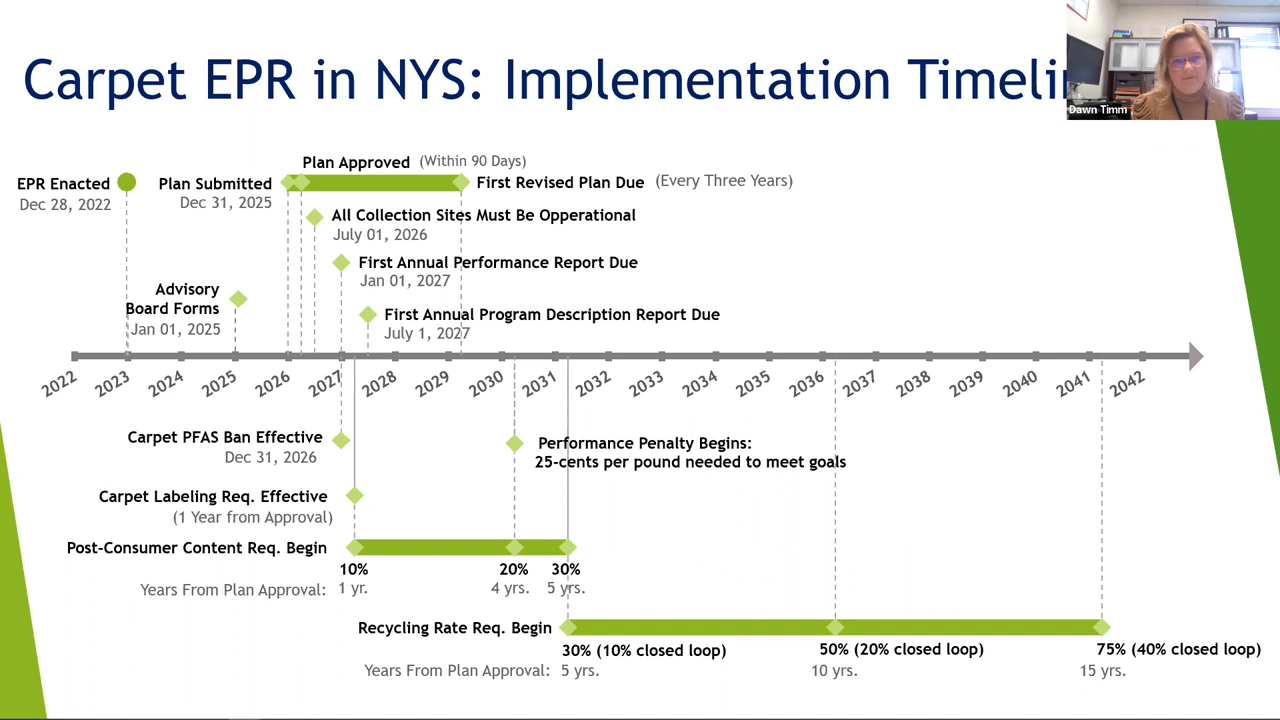 Carpet EPR in NYS: Implementation Timelin
Dawn Timm
Plan Approved (Within 90 Days)
EPR Enacted
Dec 28, 2022
Plan Submitted
Dec 31, 2025
First Revised Plan Due (Every Three Years)
All Collection Sites Must Be Opperational
July 01, 2026
First Annual Performance Report Due
Jan 01, 2027
Advisory
Board Forms
Jan 01, 2025
First Annual Program Description Report Due
July 1, 2027
2022 2023 2024 2025 2026 2027 2028 2029 2030 2031 2032 2033 2034 2035 2036 2037 2038 2039 2040 2041 2042
Carpet PFAS Ban Effective
Dec 31, 2026
Performance Penalty Begins:
25-cents per pound needed to meet goals
Carpet Labeling Req. Effective
(1 Year from Approval)
Post-Consumer Content Req. Begin
10% 20% 30%
Years From Plan Approval: 1 yr. 4 yrs. 5 yrs.
Recycling Rate Req. Begin
30% (10% closed loop) 50% (20% closed loop) 75% (40% closed loop)
Years From Plan Approval: 5 yrs. 10 yrs. 15 yrs.